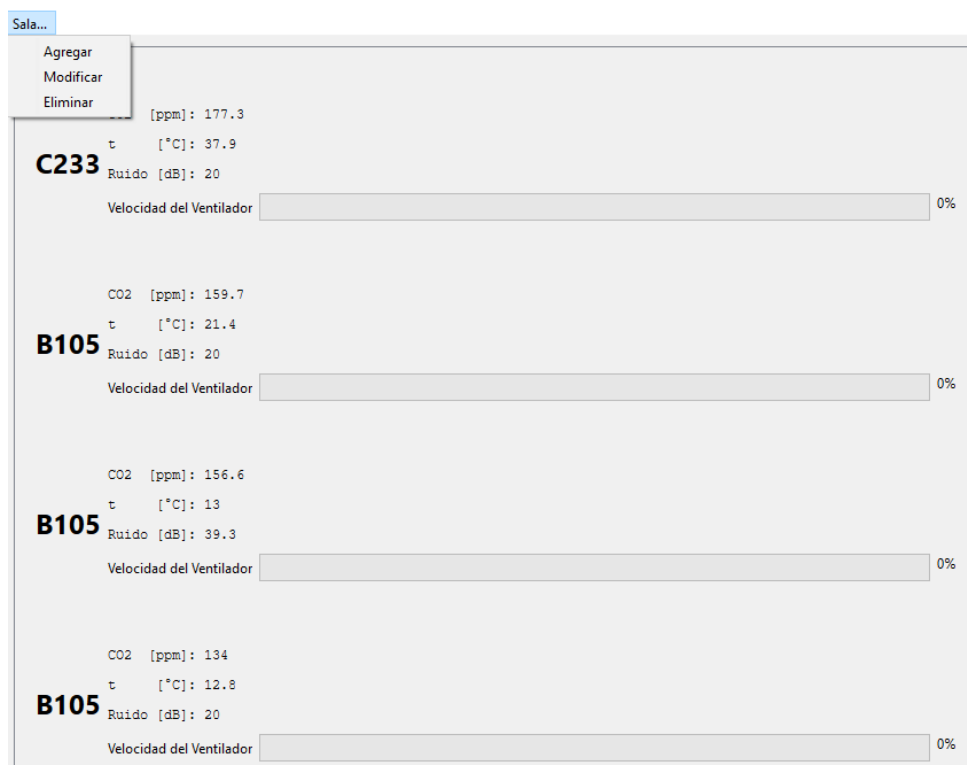 Sala...
Agregar
Modificar
Eliminar
[ppm]: 177.3
t [°C]: 37.9
C233
Ruido [dB]: 20
Velocidad del Ventilador 0%
CO2 [ppm]: 159.7
t [°C]: 21.4
B105
Ruido [dB]: 20
Velocidad del Ventilador 0%
CO2 [ppm]: 156.6
t [°C]: 13
B105
Ruido [dB]: 39.3
Velocidad del Ventilador 0%
CO2 [ppm]: 134
t [°C]: 12.8
B105
Ruido [dB]: 20
Velocidad del Ventilador 0%